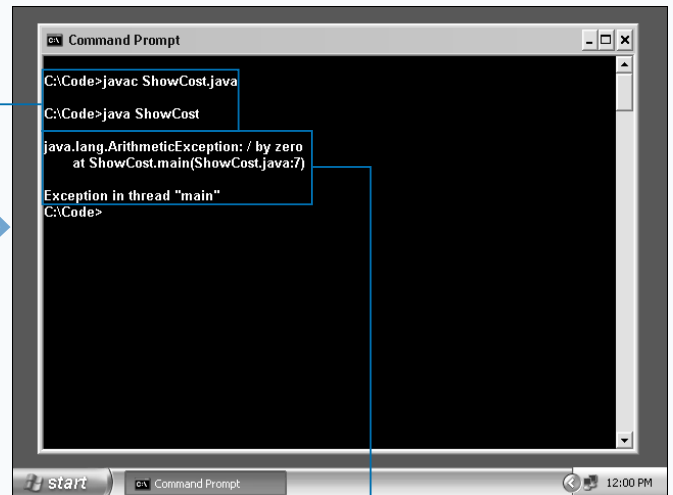 Command Prompt
C:\Code>javac ShowCost.java
C:\Code>java ShowCost
java.lang.ArithmeticException: / by zero
at ShowCost.main(ShowCost.java:7)
Exception in thread "main"
C:\Code>
start
Command Prompt
12:00 PM